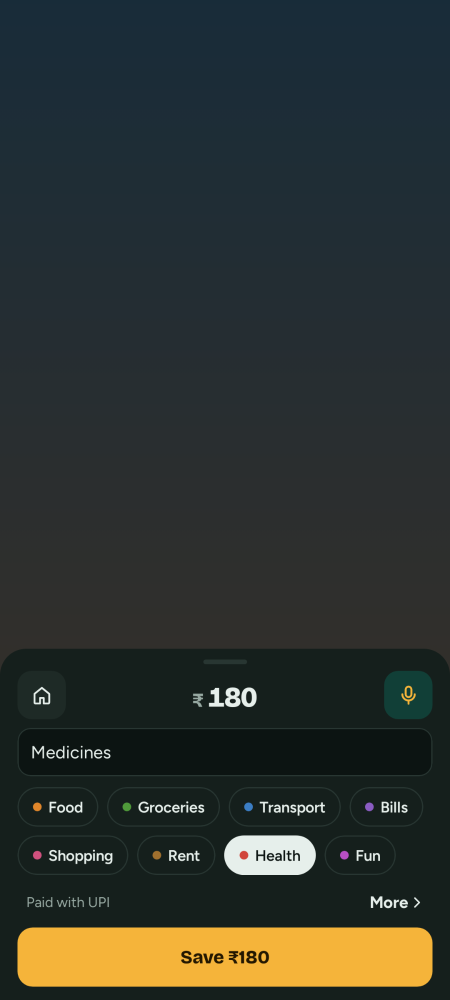 ₹ 180
Medicines
Food Groceries Transport Bills
Shopping Rent Health Fun
Paid with UPI More
Save ₹180